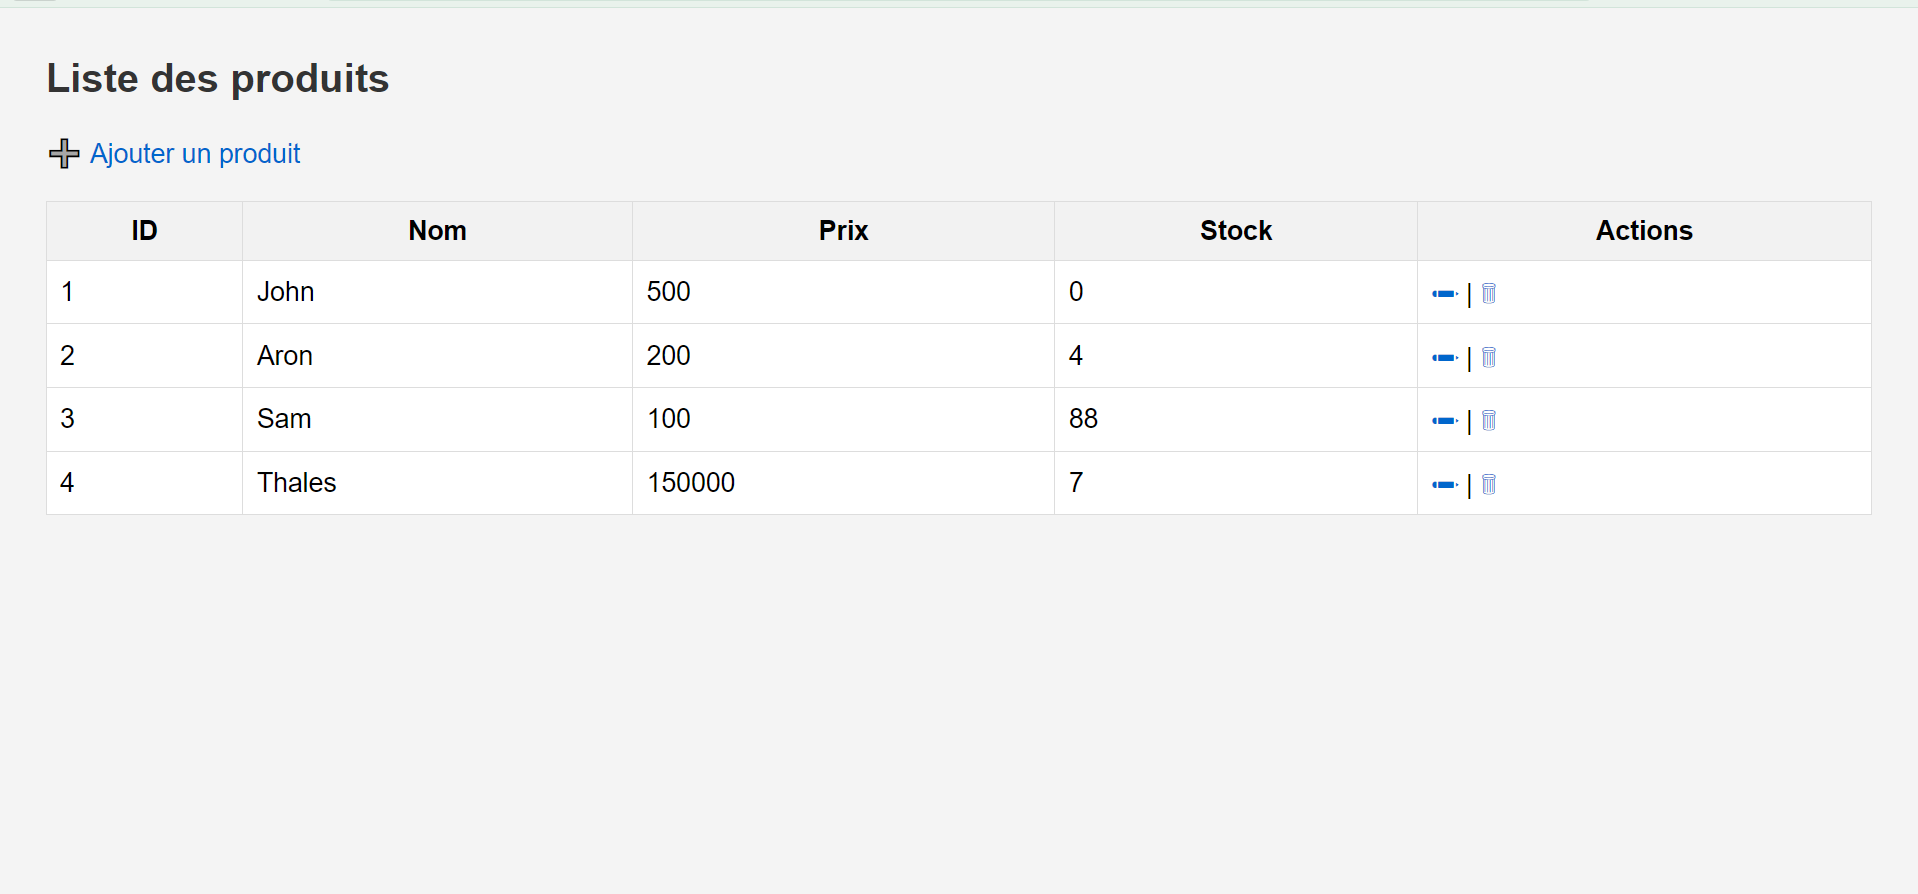 Liste des produits
Ajouter un produit
ID Nom Prix Stock Actions
1 John 500 0 |
2 Aron 200 4 |
3 Sam 100 88 |
4 Thales 150000 7 |